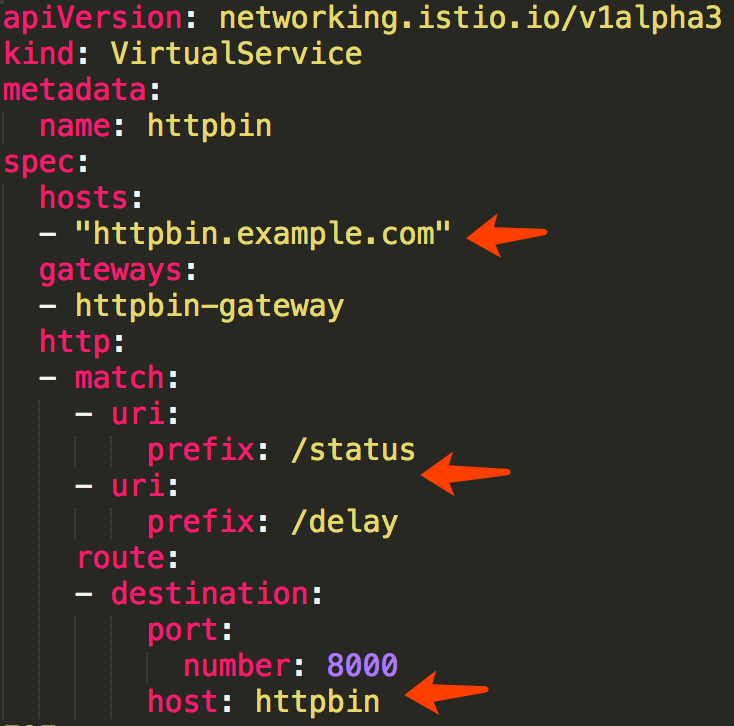 apiVersion: networking.istio.io/v1alpha3
kind: VirtualService
metadata:
  name: httpbin
spec:
  hosts:
  - "httpbin.example.com"
  gateways:
  - httpbin-gateway
  http:
  - match:
    - uri:
        prefix: /status
    - uri:
        prefix: /delay
    route:
    - destination:
        port:
          number: 8000
        host: httpbin